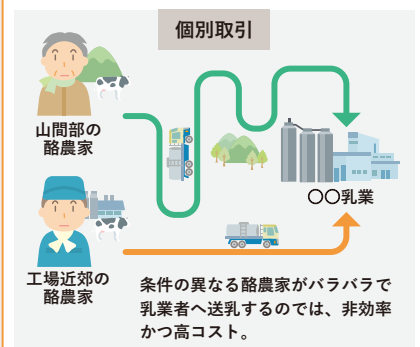 個別取引
山間部の
酪農家
〇〇乳業
工場近郊の
酪農家
条件の異なる酪農家がバラバラで
乳業者へ送乳するのでは、非効率
かつ高コスト。